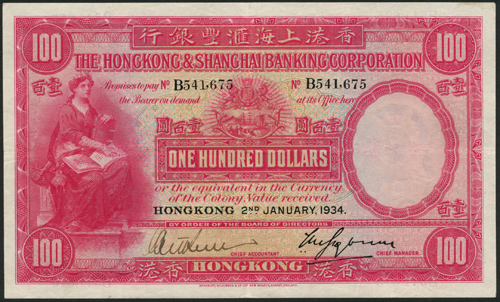 行銀豐滙海上港香
100 100
THE HONGKONG & SHANGHAI BANKING CORPORATION
Promises to pay Nº B541,675 Nº B541,675
the Bearer on demand at its Office here
壹百 壹百
圓百壹 圓百壹
ONE HUNDRED DOLLARS
or the equivalent in the Currency
of the Colony, Value received.
HONGKONG 2ND JANUARY, 1934.
BY ORDER OF THE BOARD OF DIRECTORS
CHIEF ACCOUNTANT CHIEF MANAGER
100 港香 HONGKONG 港香 100